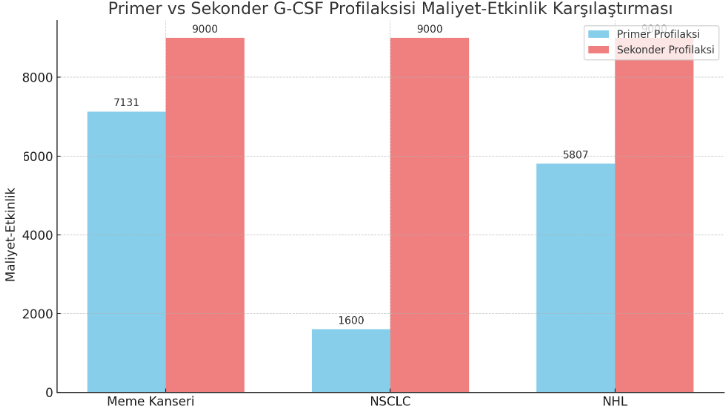 Primer vs Sekonder G-CSF Profilaksisi Maliyet-Etkinlik Karşılaştırması
Primer Profilaksi
Sekonder Profilaksi
9000
9000
9000
7131
1600
5807
Maliyet-Etkinlik
8000
6000
4000
2000
0
Meme Kanseri
NSCLC
NHL